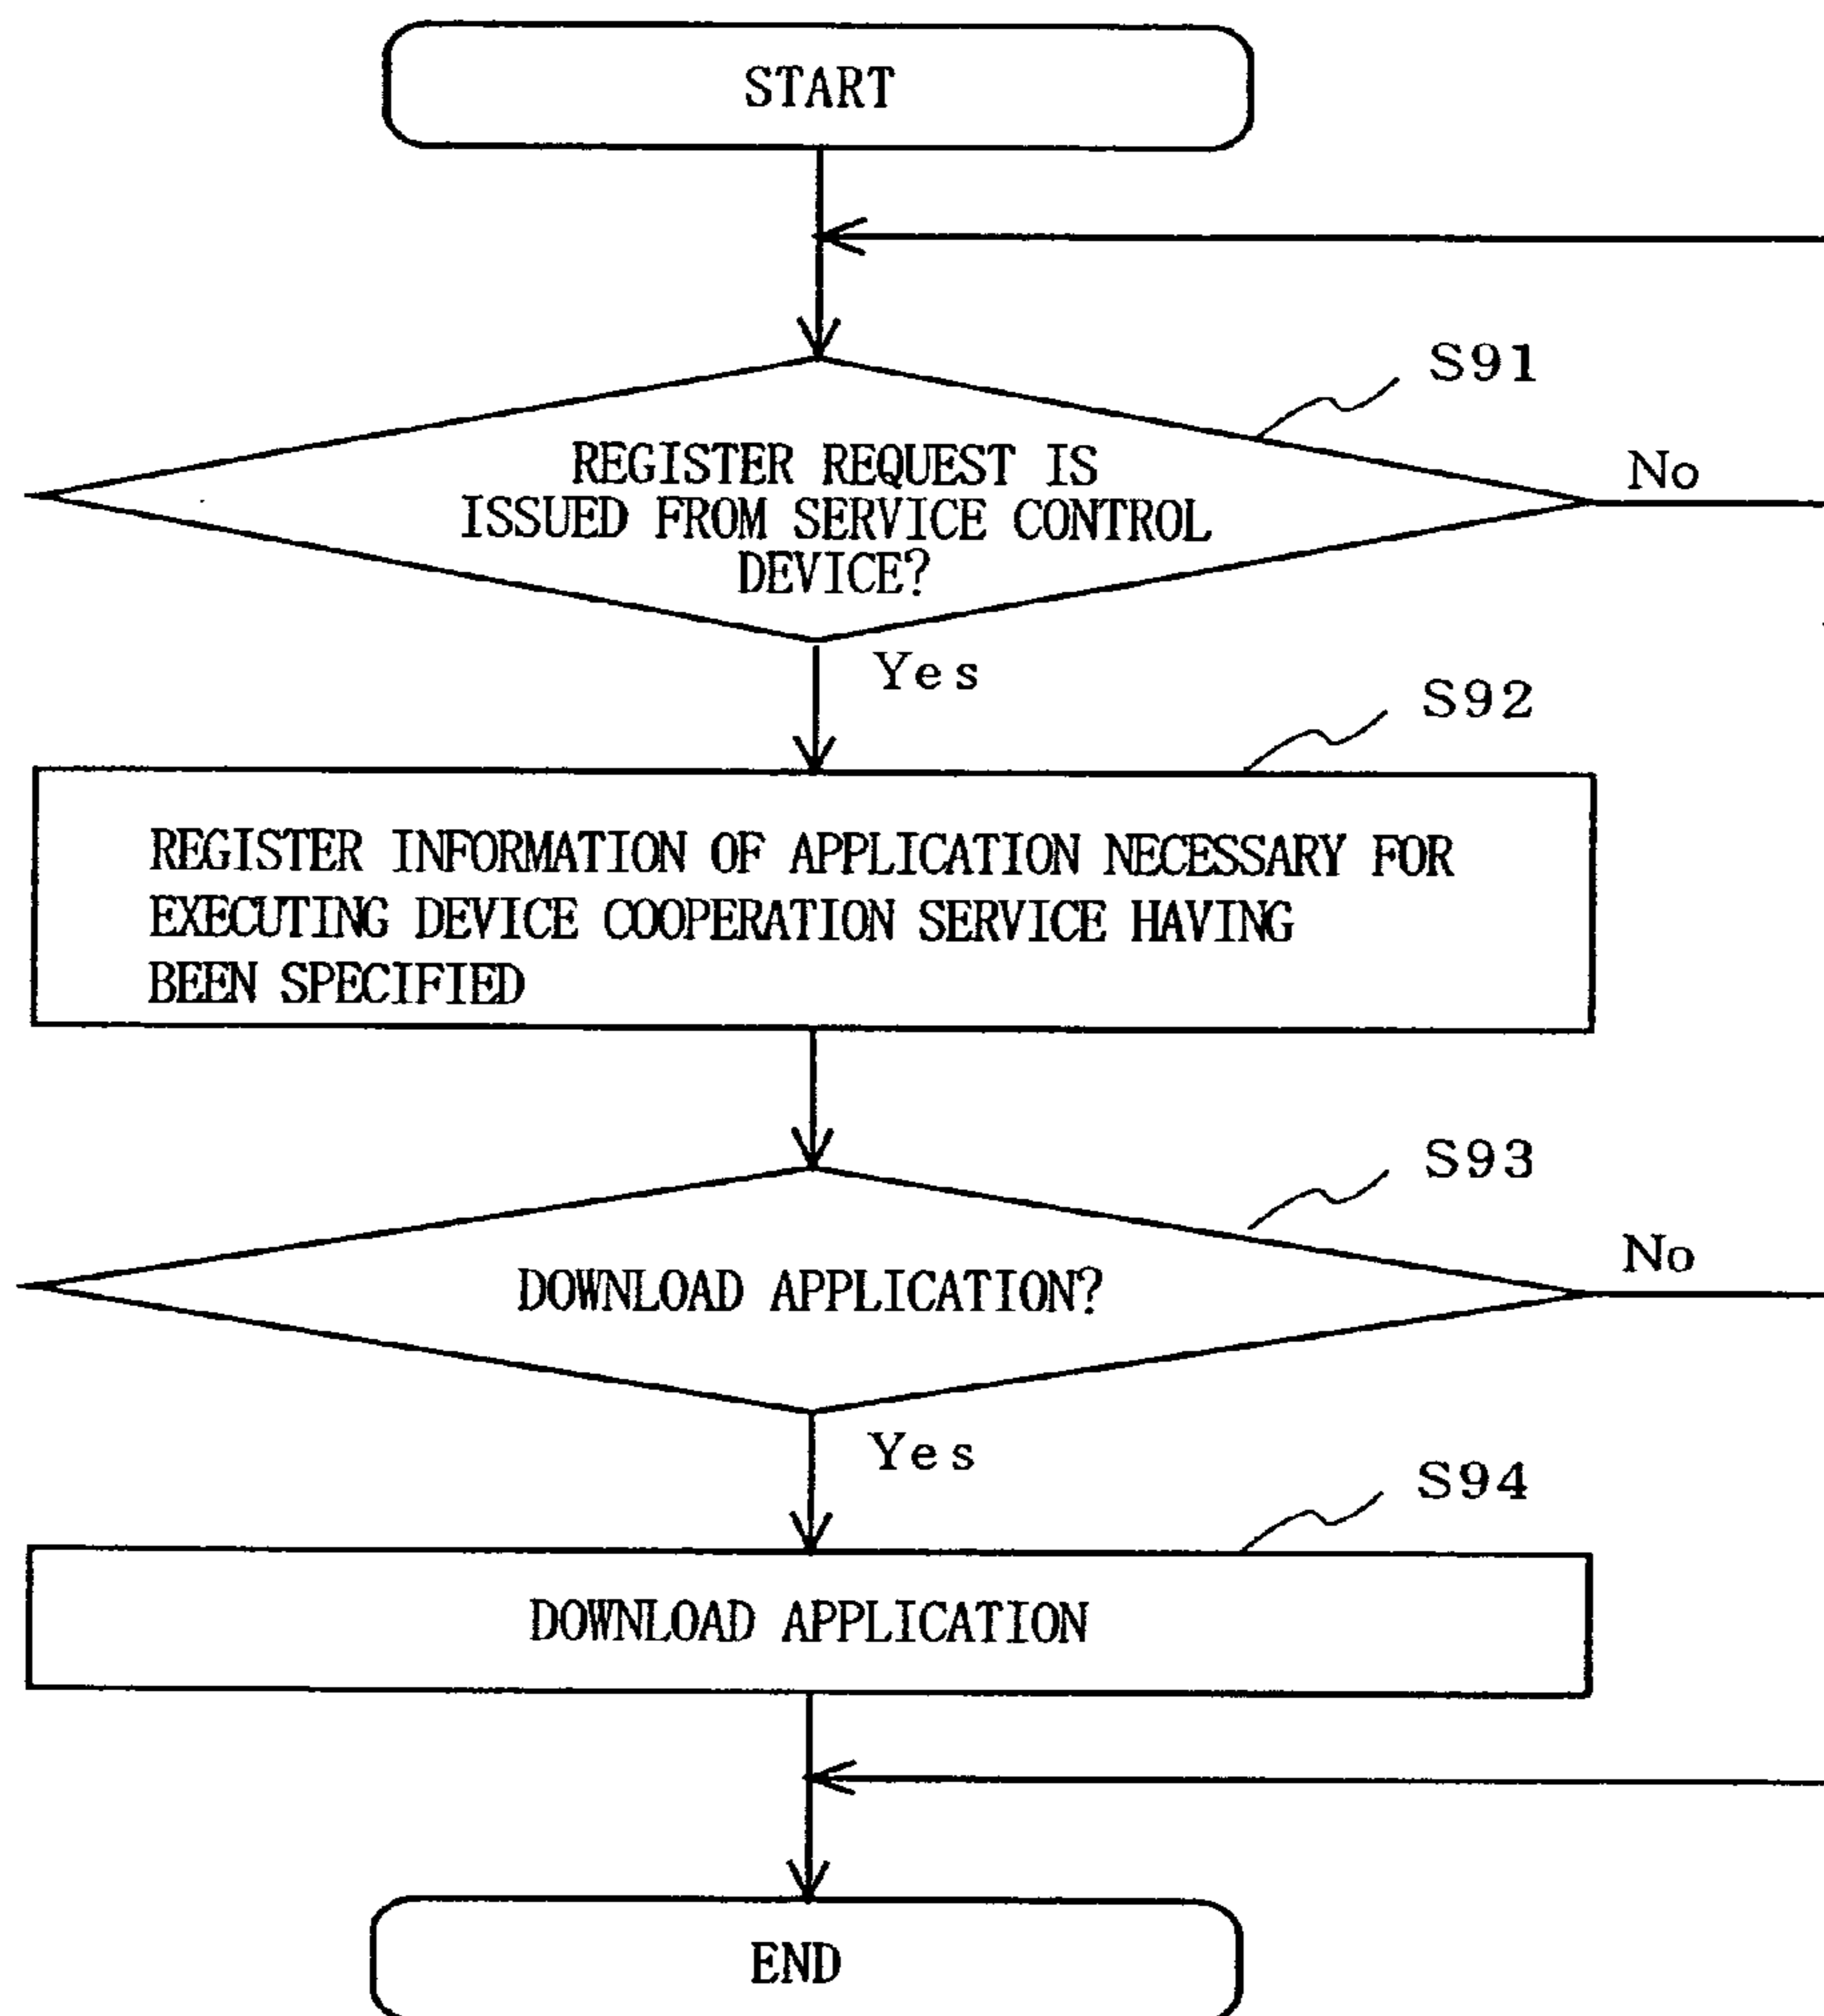 START
S91
REGISTER REQUEST IS
ISSUED FROM SERVICE CONTROL
DEVICE?
No
Yes
S92
REGISTER INFORMATION OF APPLICATION NECESSARY FOR
EXECUTING DEVICE COOPERATION SERVICE HAVING
BEEN SPECIFIED
S93
DOWNLOAD APPLICATION?
No
Yes
S94
DOWNLOAD APPLICATION
END